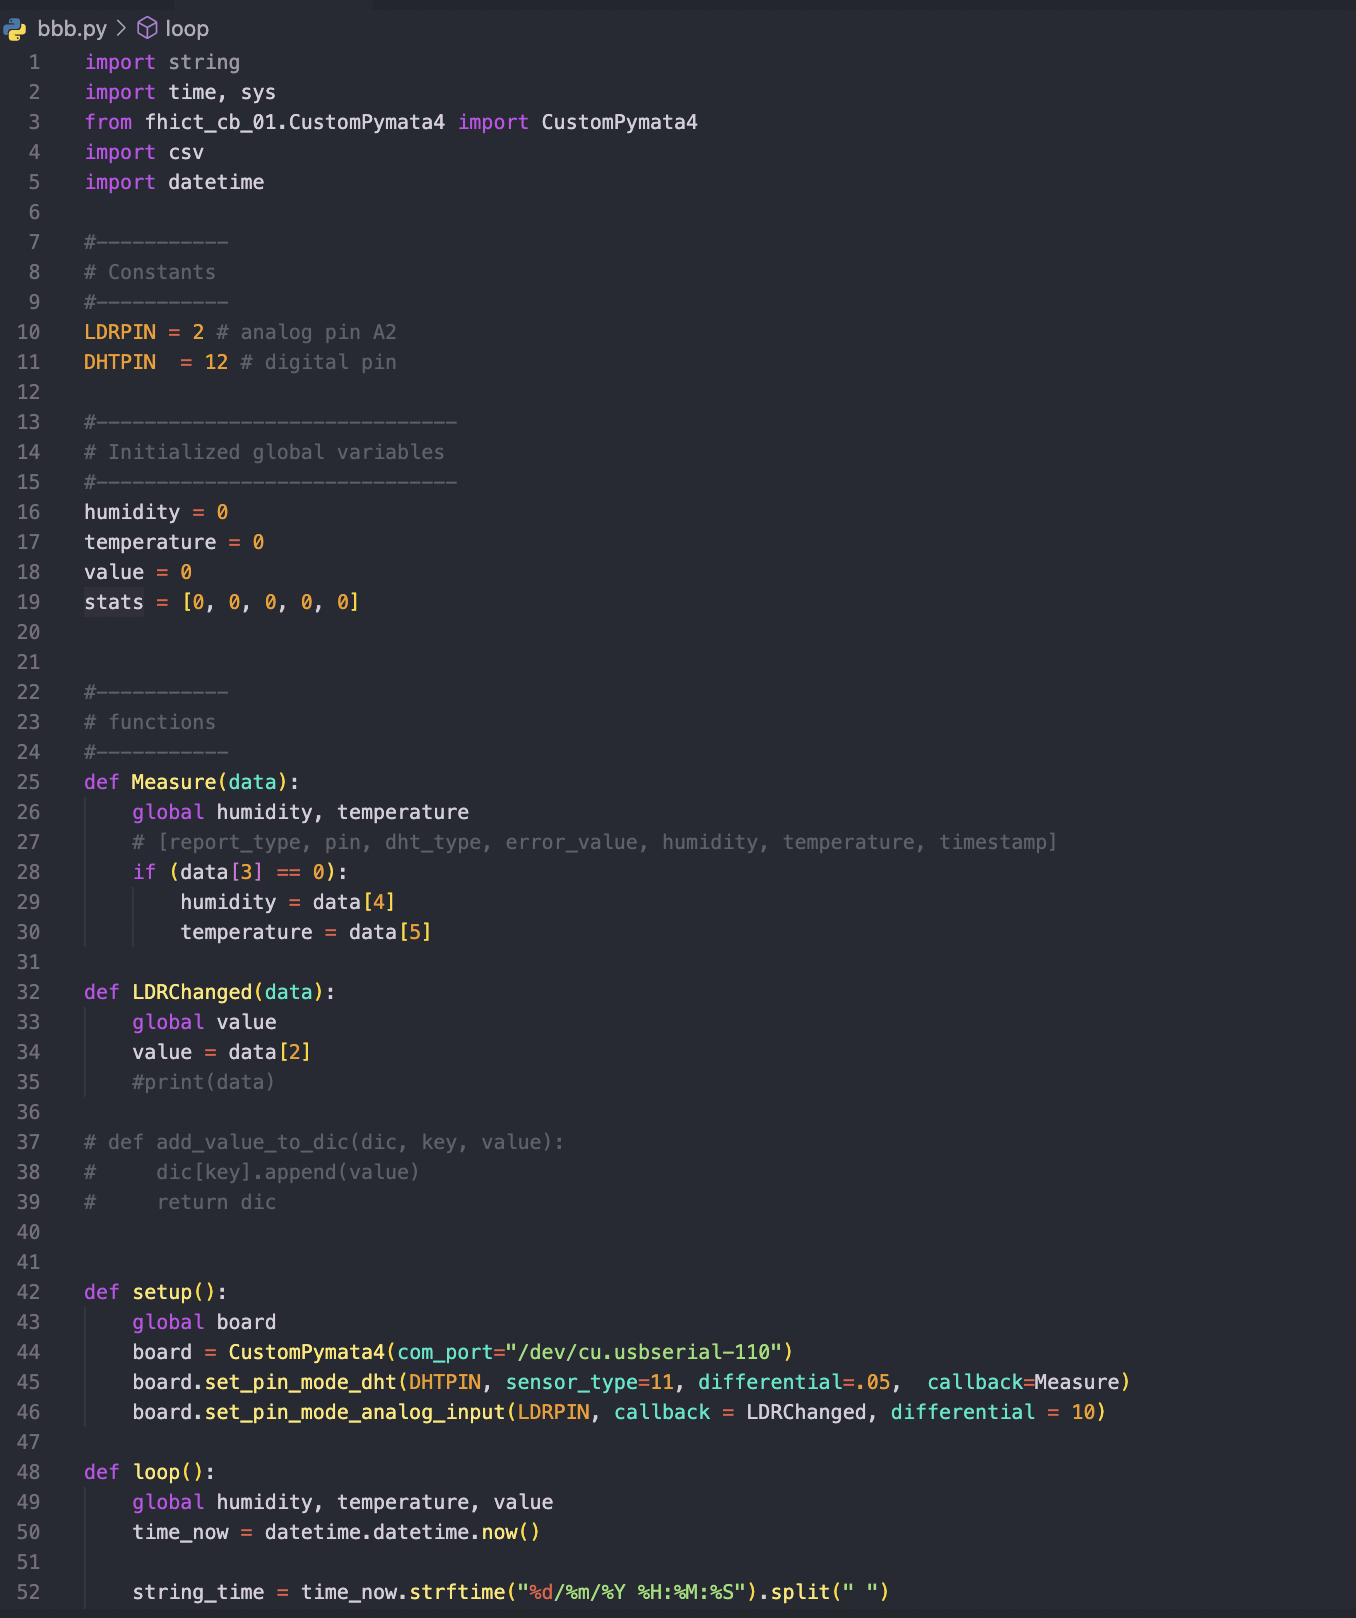 bbb.py > loop
1 import string
2 import time, sys
3 from fhict_cb_01.CustomPymata4 import CustomPymata4
4 import csv
5 import datetime
6
7 #-----------
8 # Constants
9 #-----------
10 LDRPIN = 2 # analog pin A2
11 DHTPIN  = 12 # digital pin
12
13 #------------------------------
14 # Initialized global variables
15 #------------------------------
16 humidity = 0
17 temperature = 0
18 value = 0
19 stats = [0, 0, 0, 0, 0]
20
21
22 #-----------
23 # functions
24 #-----------
25 def Measure(data):
26     global humidity, temperature
27     # [report_type, pin, dht_type, error_value, humidity, temperature, timestamp]
28     if (data[3] == 0):
29         humidity = data[4]
30         temperature = data[5]
31
32 def LDRChanged(data):
33     global value
34     value = data[2]
35     #print(data)
36
37 # def add_value_to_dic(dic, key, value):
38 #     dic[key].append(value)
39 #     return dic
40
41
42 def setup():
43     global board
44     board = CustomPymata4(com_port="/dev/cu.usbserial-110")
45     board.set_pin_mode_dht(DHTPIN, sensor_type=11, differential=.05,  callback=Measure)
46     board.set_pin_mode_analog_input(LDRPIN, callback = LDRChanged, differential = 10)
47
48 def loop():
49     global humidity, temperature, value
50     time_now = datetime.datetime.now()
51
52     string_time = time_now.strftime("%d/%m/%Y %H:%M:%S").split(" ")